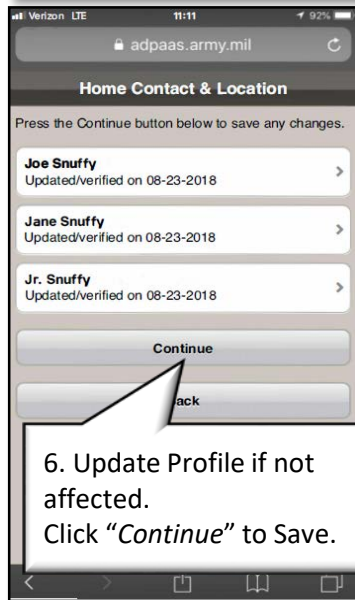 Verizon LTE 11:11 92%
adpaas.army.mil
Home Contact & Location
Press the Continue button below to save any changes.
Joe Snuffy
Updated/verified on 08-23-2018
Jane Snuffy
Updated/verified on 08-23-2018
Jr. Snuffy
Updated/verified on 08-23-2018
Continue
ack
6. Update Profile if not
affected.
Click “Continue” to Save.